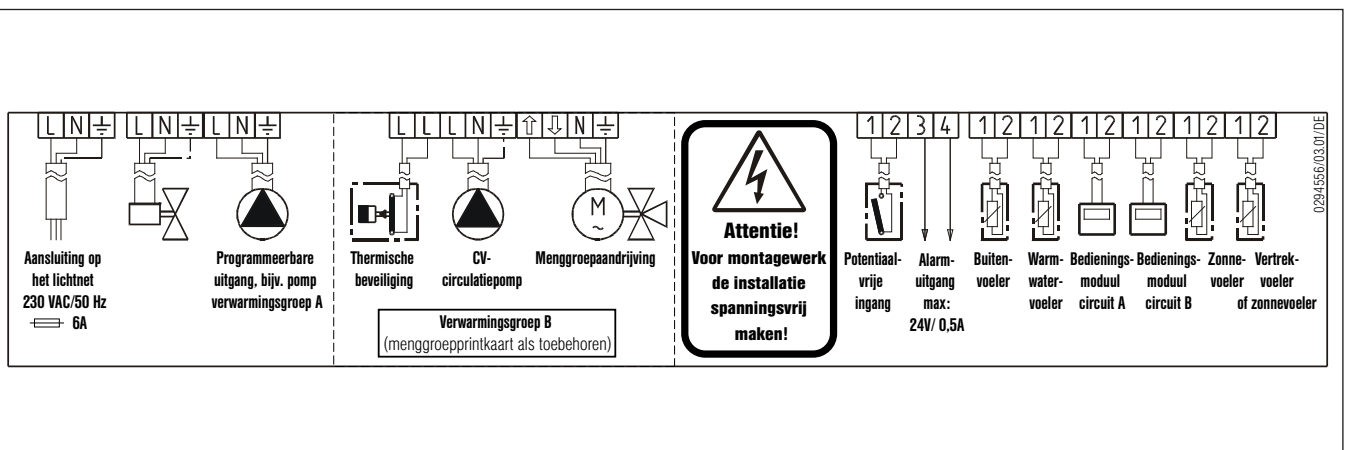 L N L N L N
L L L N N
1 2 3 4 1 2 1 2 1 2 1 2 1 2 1 2
M
~
Aansluiting op
het lichtnet
230 VAC/50 Hz
6A
Programmeerbare
uitgang, bijv. pomp
verwarmingsgroep A
Thermische
beveiliging
CV-
circulatiepomp
Menggroepaandrijving
Verwarmingsgroep B
(menggroepprintkaart als toebehoren)
Attentie!
Voor montagewerk
de installatie
spanningsvrij
maken!
Potentiaal-
vrije
ingang
Alarm-
uitgang
max:
24V/ 0,5A
Buiten-
voeler
Warm-
water-
voeler
Bedienings-
moduul
circuit A
Bedienings-
moduul
circuit B
Zonne-
voeler
Vertrek-
voeler
of zonnevoeler
0294556/03.01/DE